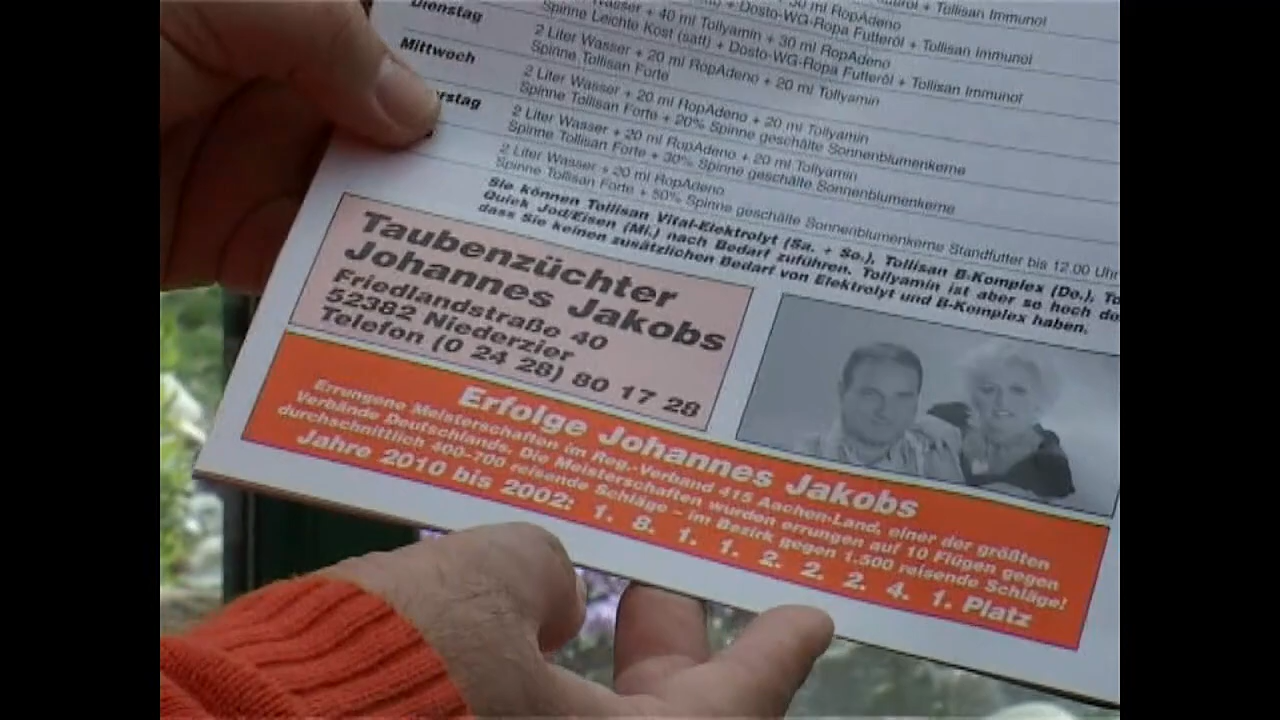 + 30 ml RopAdeno
Futteröl + Tollisan Immunol
Dienstag
Wasser + 40 ml Tollyamin + 30 ml RopAdeno
Spinne Leichte Kost (satt) + Dosto-WG-Ropa Futteröl + Tollisan Immunol
Mittwoch
2 Liter Wasser + 20 ml RopAdeno + 20 ml Tollyamin
Spinne Tollisan Forte
rstag
2 Liter Wasser + 20 ml RopAdeno + 20 ml Tollyamin
Spinne Tollisan Forte + 20% Spinne geschälte Sonnenblumenkerne
2 Liter Wasser + 20 ml RopAdeno + 20 ml Tollyamin
Spinne Tollisan Forte + 30% Spinne geschälte Sonnenblumenkerne
2 Liter Wasser + 20 ml RopAdeno
Spinne Tollisan Forte + 50% Spinne geschälte Sonnenblumenkerne Standfutter bis 12.00 Uhr
Sie können Tollisan Vital-Elektrolyt (Sa. + So.), Tollisan B-Komplex (Do.), To
Quick Jod/Eisen (Mi.) nach Bedarf zuführen. Tollyamin ist aber so hoch do
dass Sie keinen zusätzlichen Bedarf von Elektrolyt und B-Komplex haben.
Taubenzüchter
Johannes Jakobs
Friedlandstraße 40
52382 Niederzier
Telefon (0 24 28) 80 17 28
Erfolge Johannes Jakobs
Errungene Meisterschaften im Reg.-Verband 415 Aachen-Land, einer der größten
Verbände Deutschlands. Die Meisterschaften wurden errungen auf 10 Flügen gegen
durchschnittlich 400-700 reisende Schläge - im Bezirk gegen 1.500 reisende Schläge!
Jahre 2010 bis 2002: 1. 8. 1. 1. 2. 2. 2. 4. 1. Platz